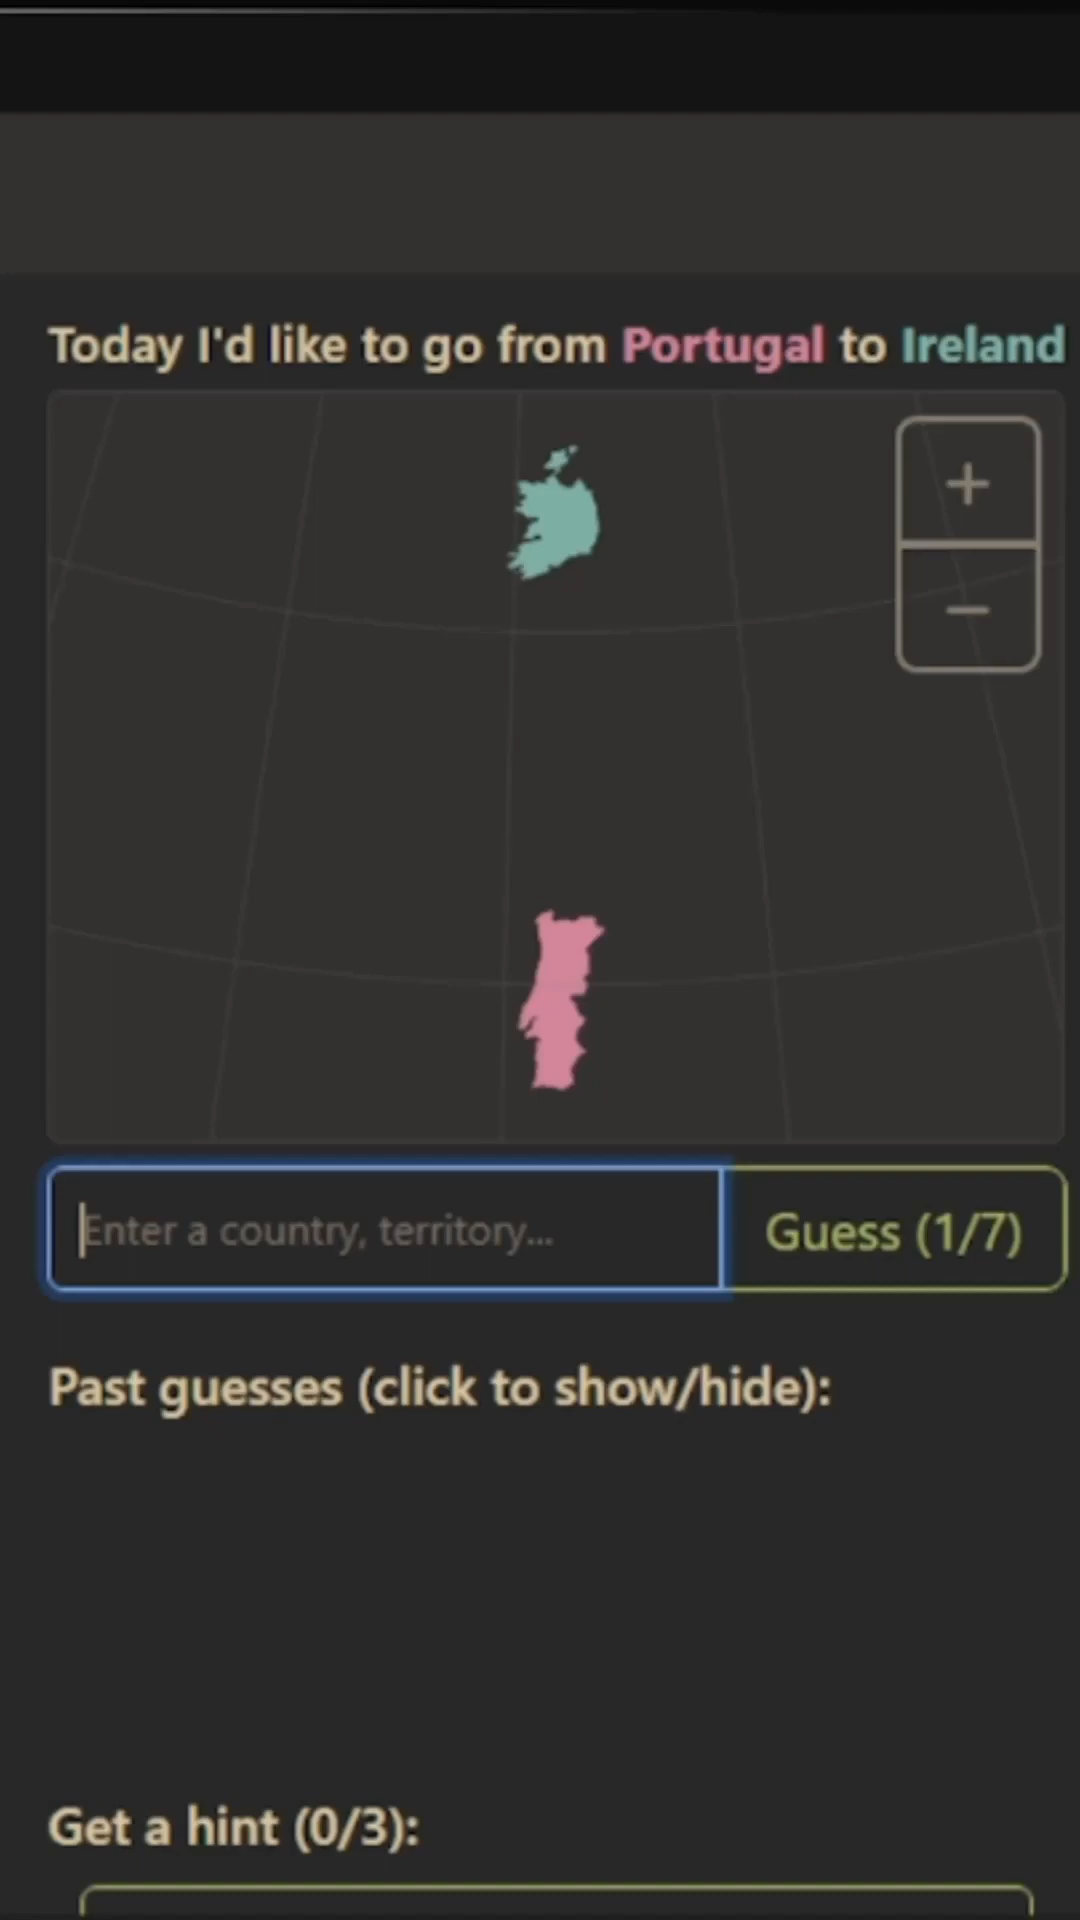 Today I'd like to go from Portugal to Ireland
+
−
Enter a country, territory...
Guess (1/7)
Past guesses (click to show/hide):
Get a hint (0/3):